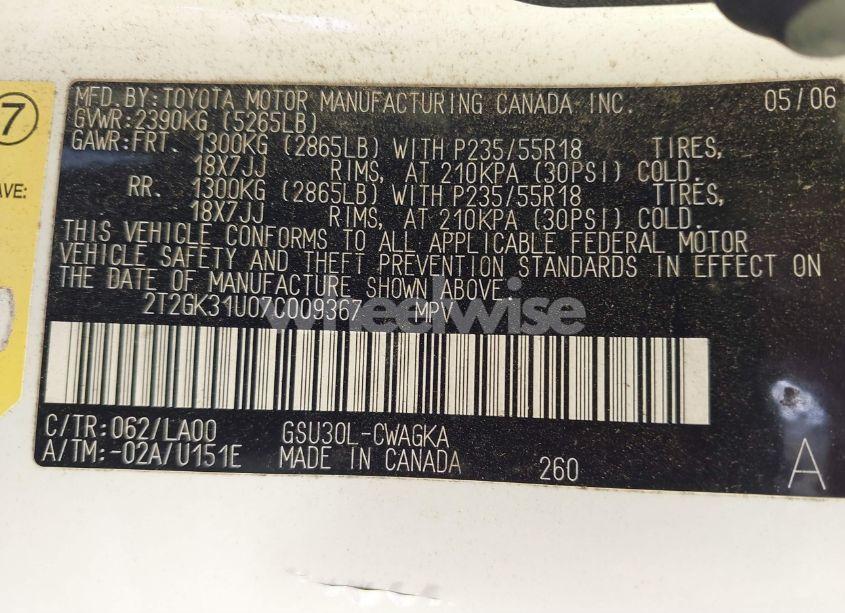 7
AVE:
MFD. BY: TOYOTA MOTOR MANUFACTURING CANADA INC. 05/06
GVWR: 2390KG (5265LB)
GAWR: FRT. 1300KG (2865LB) WITH P235/55R18 TIRES,
18X7JJ RIMS, AT 210KPA (30PSI) COLD.
RR. 1300KG (2865LB) WITH P235/55R18 TIRES,
18X7JJ RIMS, AT 210KPA (30PSI) COLD.
THIS VEHICLE CONFORMS TO ALL APPLICABLE FEDERAL MOTOR
VEHICLE SAFETY AND THEFT PREVENTION STANDARDS IN EFFECT ON
THE DATE OF MANUFACTURE SHOWN ABOVE.
2T2GK31U07C009367 MPV
wheelwise
C/TR: 062/LA00 GSU30L-CWAGKA
A/TM: -02A/U151E MADE IN CANADA 260 A